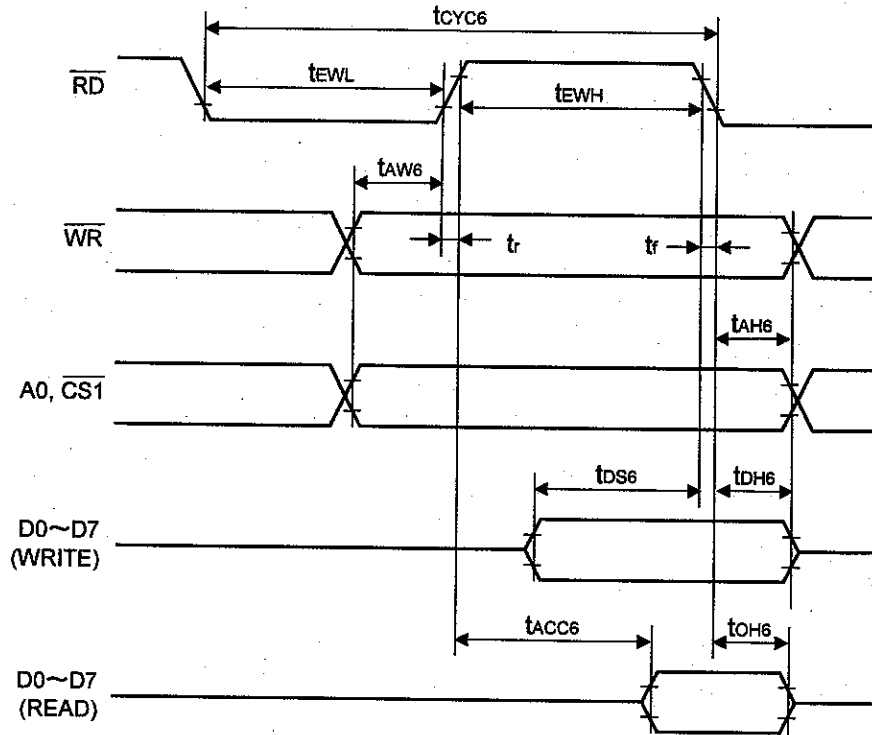 tCYC6
RD
tEWL
tEWH
tAW6
WR
tr
tf
tAH6
A0, CS1
tDS6
tDH6
D0～D7
(WRITE)
tACC6
tOH6
D0～D7
(READ)